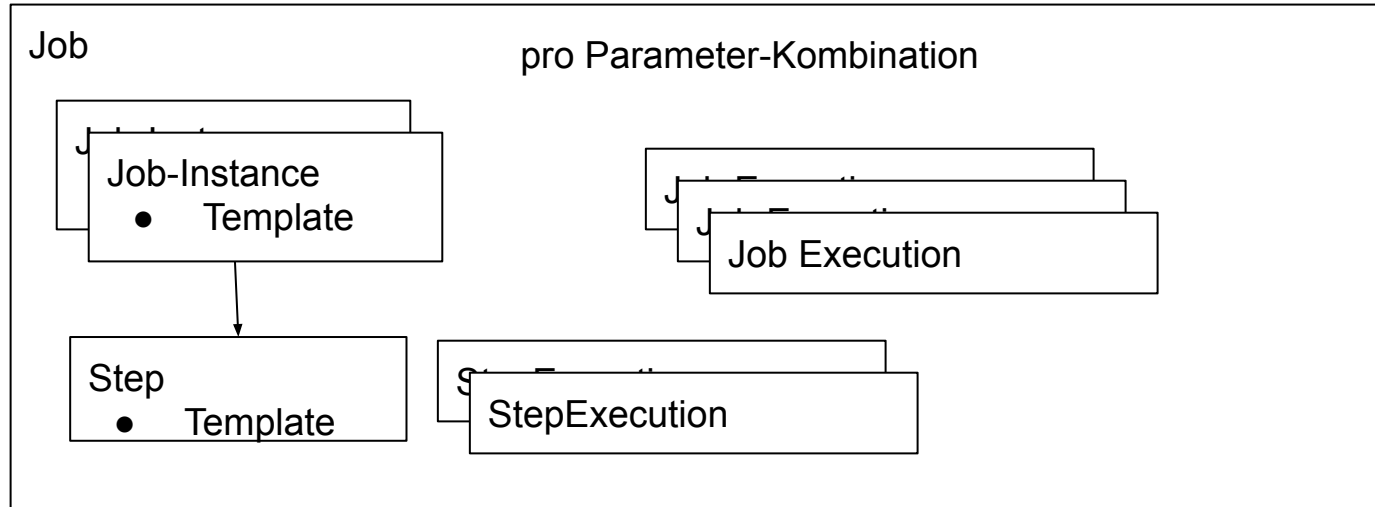 Job
pro Parameter-Kombination
Job-Instance
● Template
Job Execution
Step
● Template
StepExecution